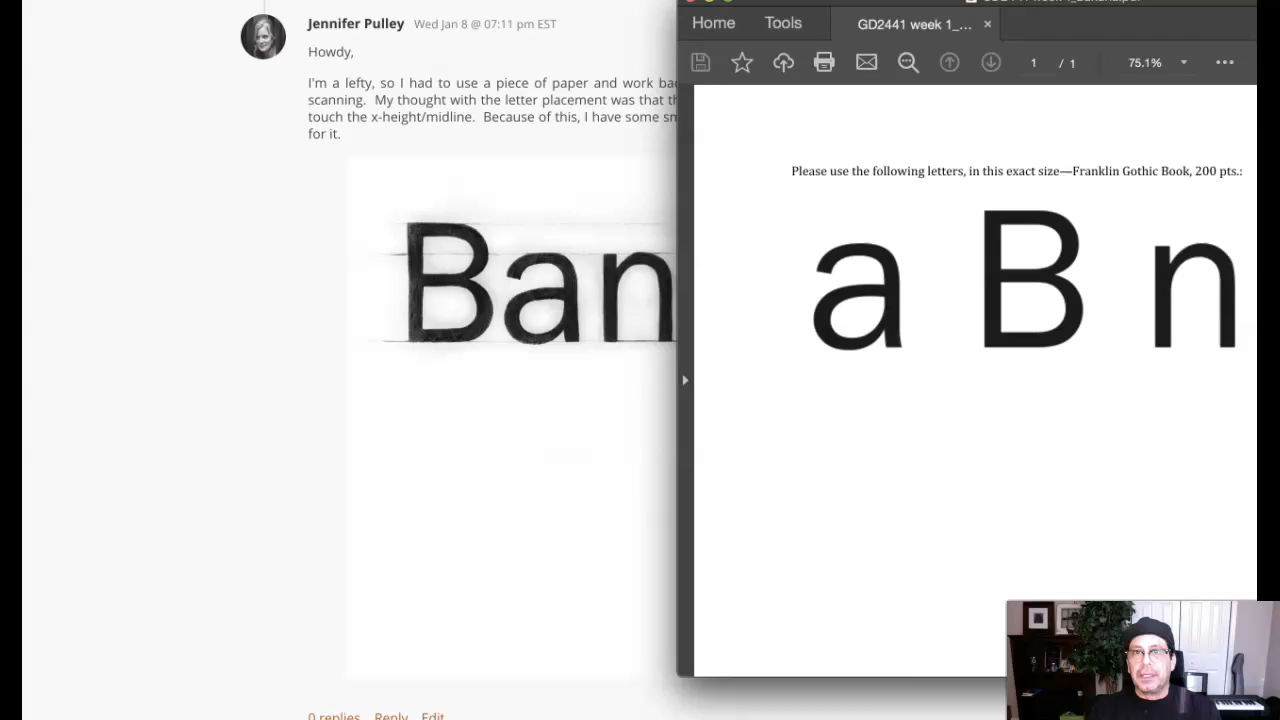 Jennifer Pulley Wed Jan 8 @ 07:11 pm EST
Howdy,
I'm a lefty, so I had to use a piece of paper and work
scanning. My thought with the letter placement was that
touch the x-height/midline. Because of this, I have some
for it.
Ban
0 replies Reply Edit
Home Tools GD2441 week 1_... ×
1 / 1 75.1%
Please use the following letters, in this exact size—Franklin Gothic Book, 200 pts.:
a B n